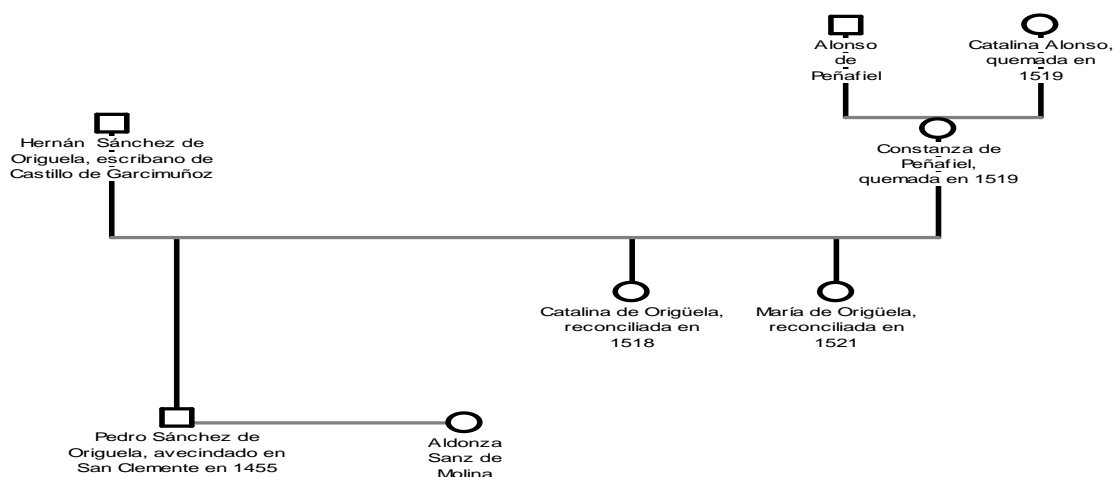 Alonso
de
Peñafiel
Catalina Alonso,
quemada en
1519
Hernán Sánchez de
Origuela, escribano de
Castillo de Garcimuñoz
Constanza de
Peñafiel,
quemada en 1519
Catalina de Origüela,
reconciliada en
1518
María de Origüela,
reconciliada en
1521
Pedro Sánchez de
Origuela, avecindado en
San Clemente en 1455
Aldonza
Sanz de
Molina